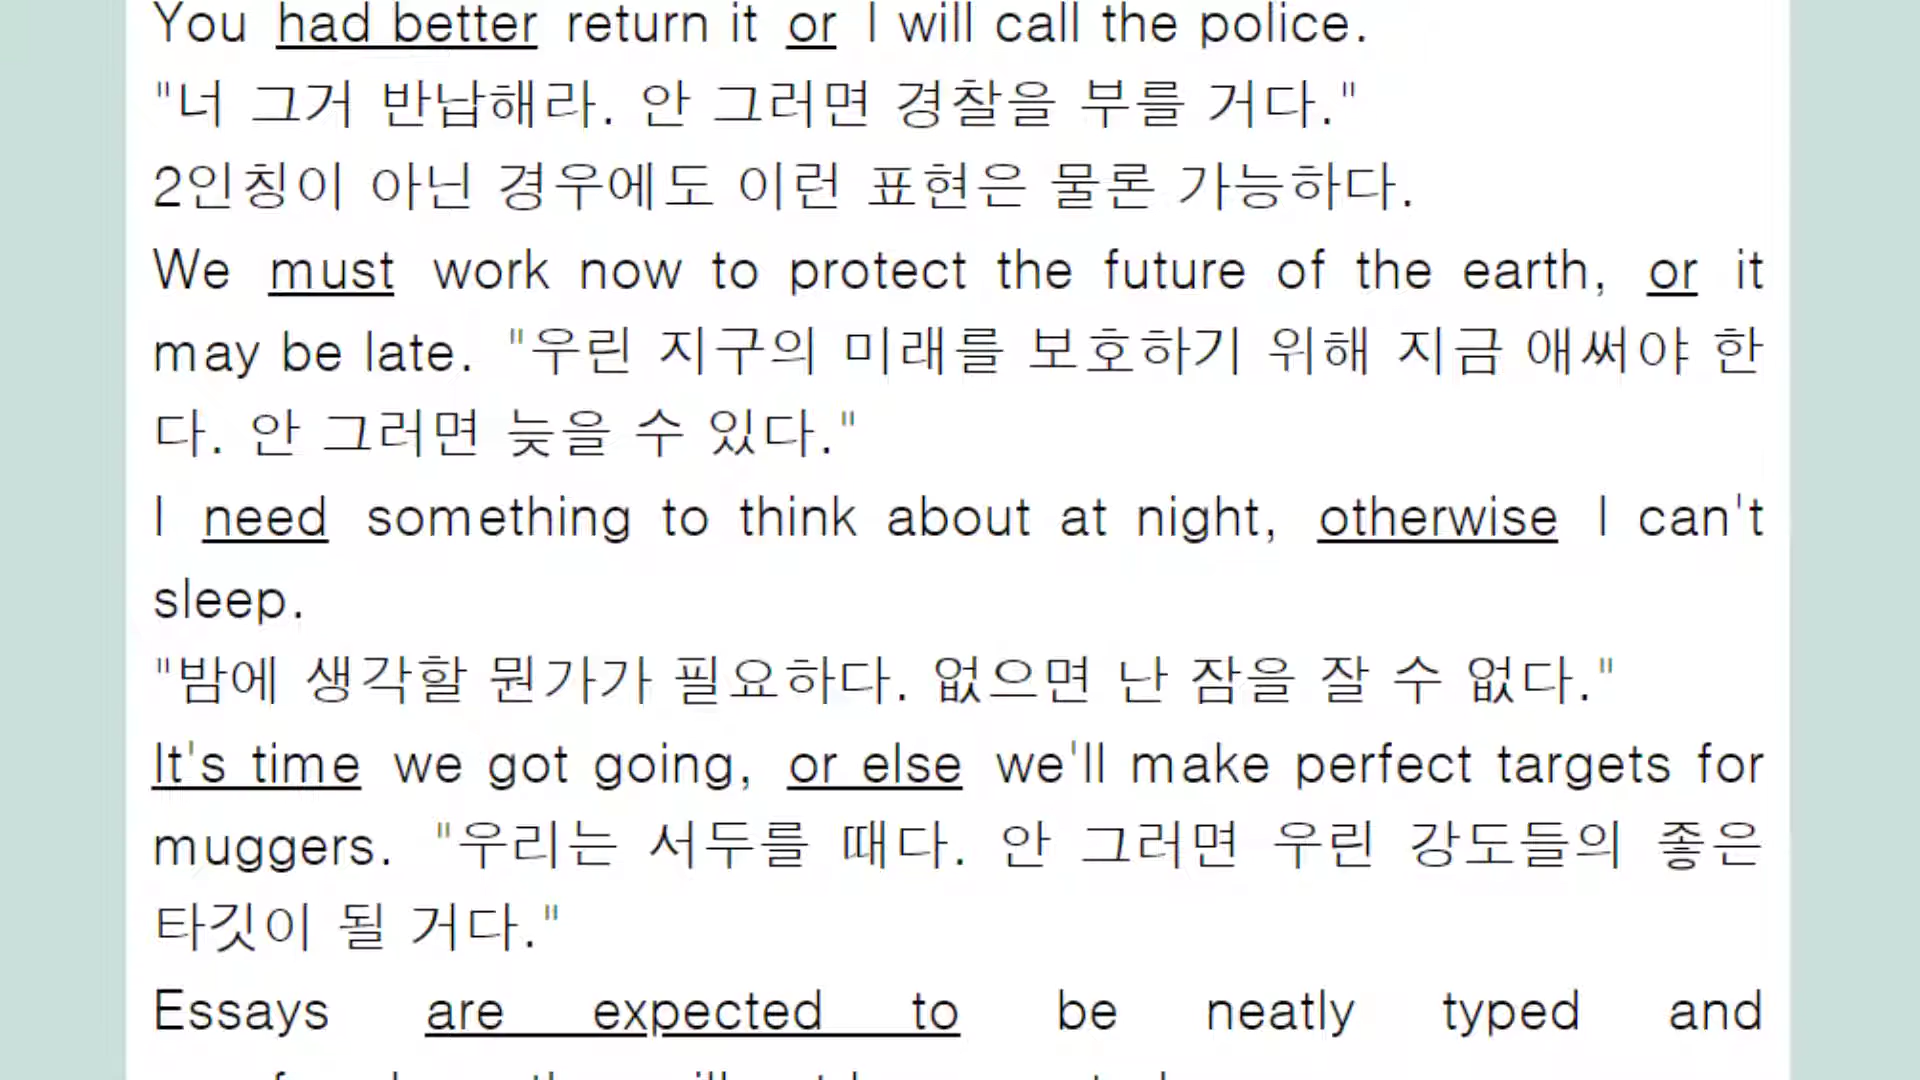 You had better return it or I will call the police.
"너 그거 반납해라. 안 그러면 경찰을 부를 거다."
2인칭이 아닌 경우에도 이런 표현은 물론 가능하다.
We must work now to protect the future of the earth, or it
may be late. "우린 지구의 미래를 보호하기 위해 지금 애써야 한
다. 안 그러면 늦을 수 있다."
I need something to think about at night, otherwise I can't
sleep.
"밤에 생각할 뭔가가 필요하다. 없으면 난 잠을 잘 수 없다."
It's time we got going, or else we'll make perfect targets for
muggers. "우리는 서두를 때다. 안 그러면 우린 강도들의 좋은
타깃이 될 거다."
Essays are expected to be neatly typed and